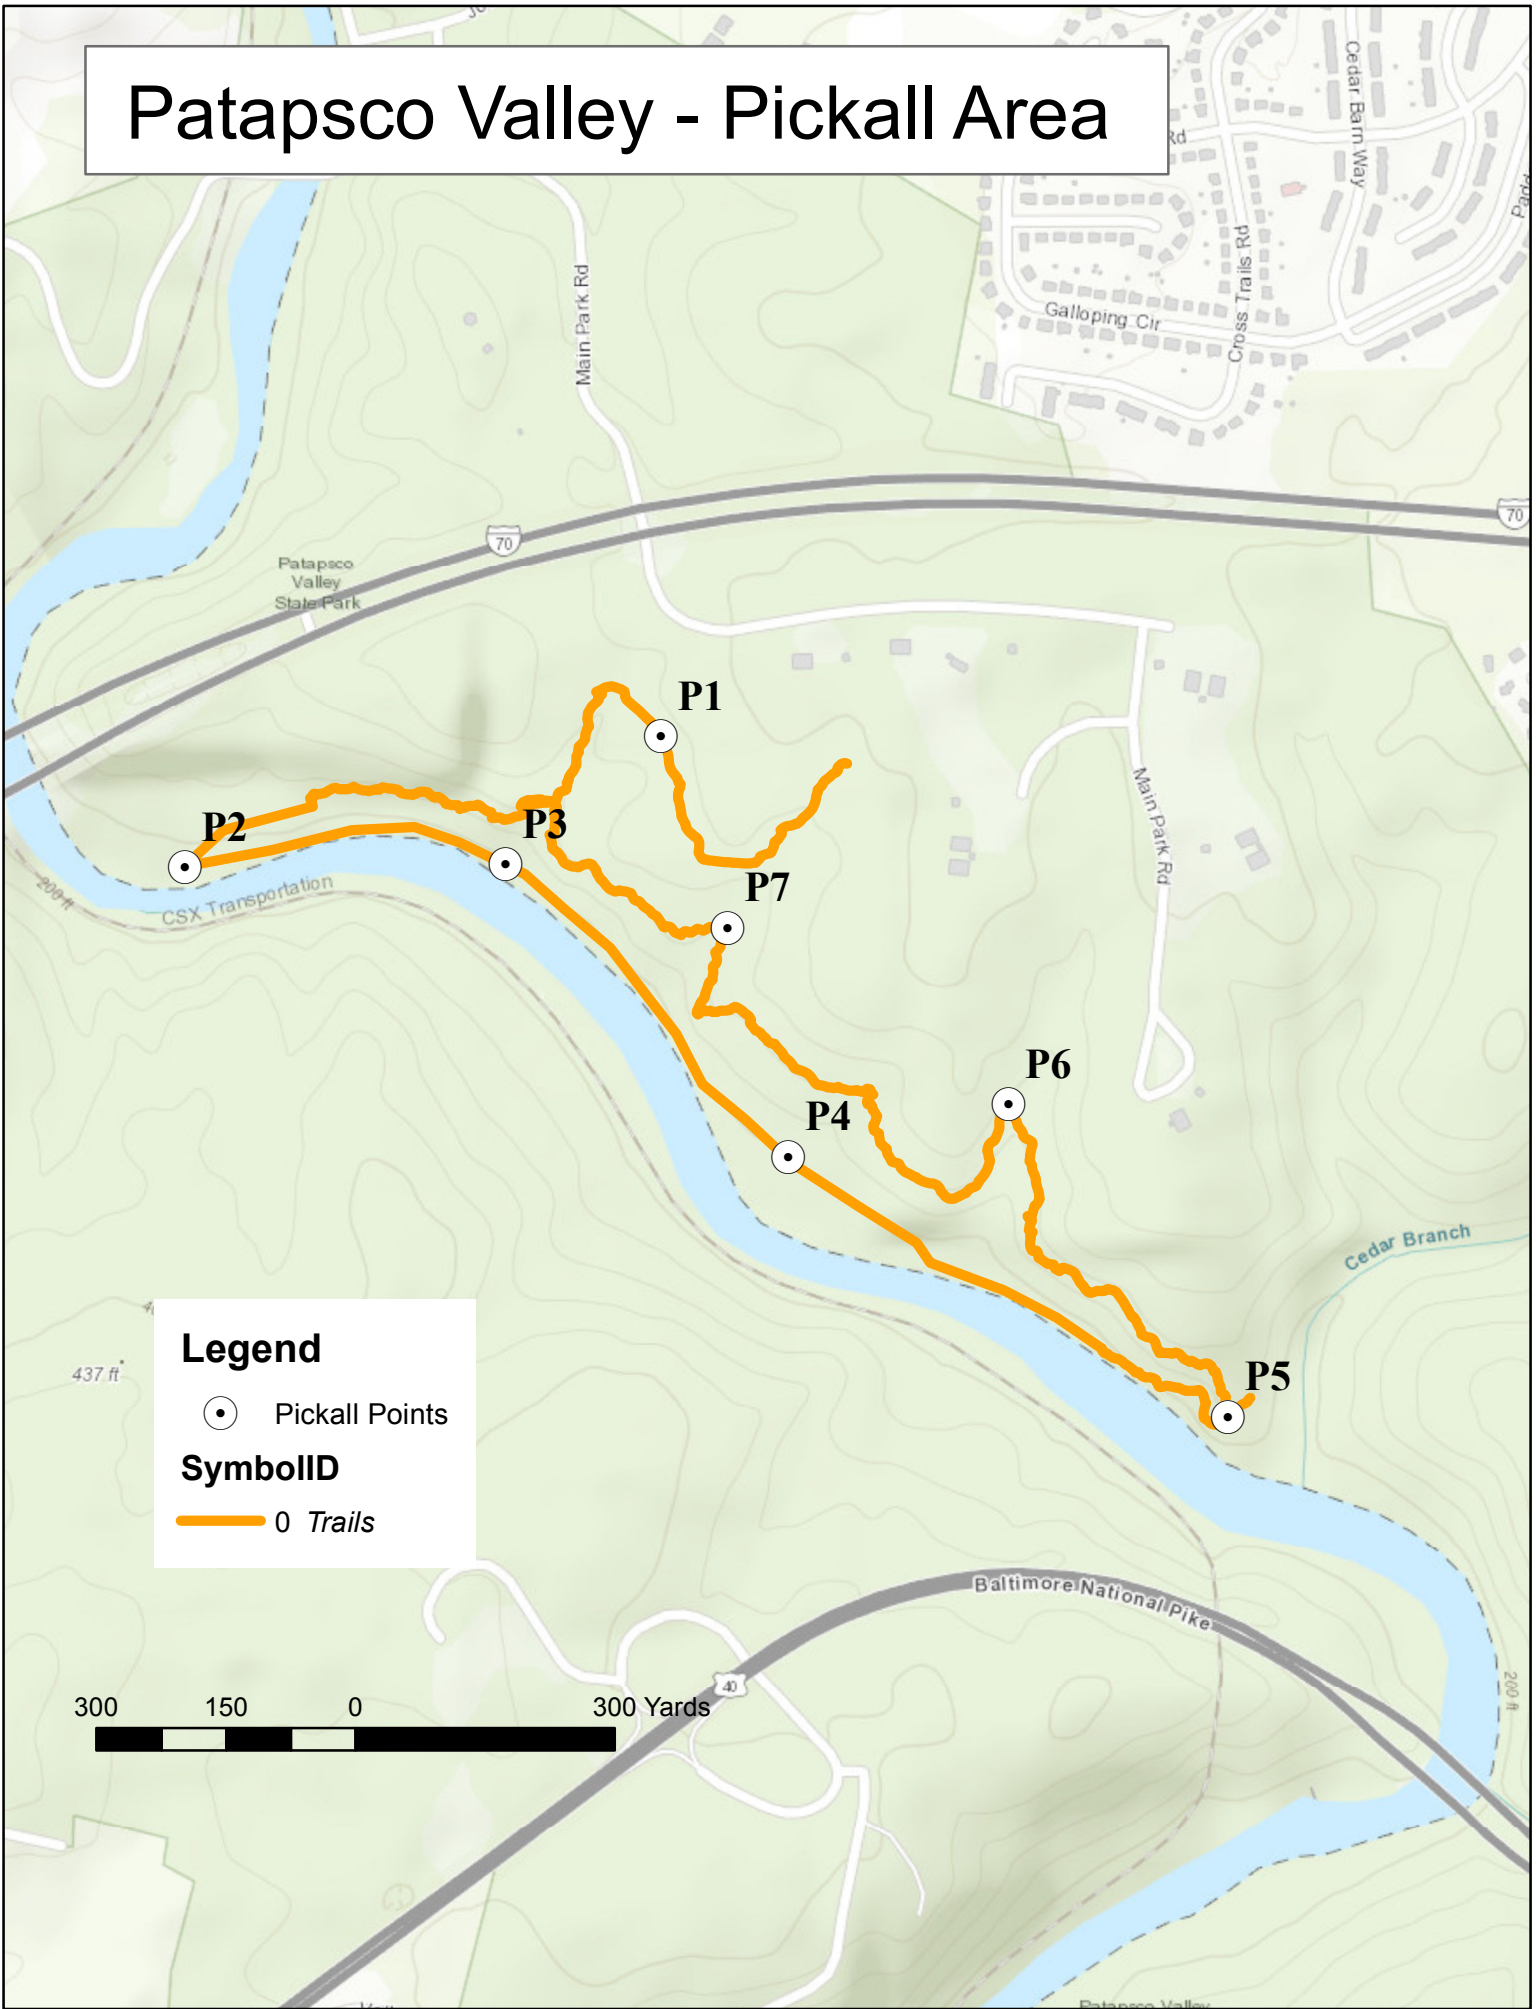 Patapsco Valley - Pickall Area
Rd
Cedar Barn Way
Main Park Rd
Galloping Cir
Cross Trails Rd
70
70
Patapsco
Valley
State Park
P1
P2
P3
Main Park Rd
P7
200 ft
CSX Transportation
P6
P4
Cedar Branch
Legend
437 ft
P5
Pickall Points
SymbolID
0 Trails
Baltimore National Pike
40
200 ft
300 150 0 300 Yards
Patapsco Valley